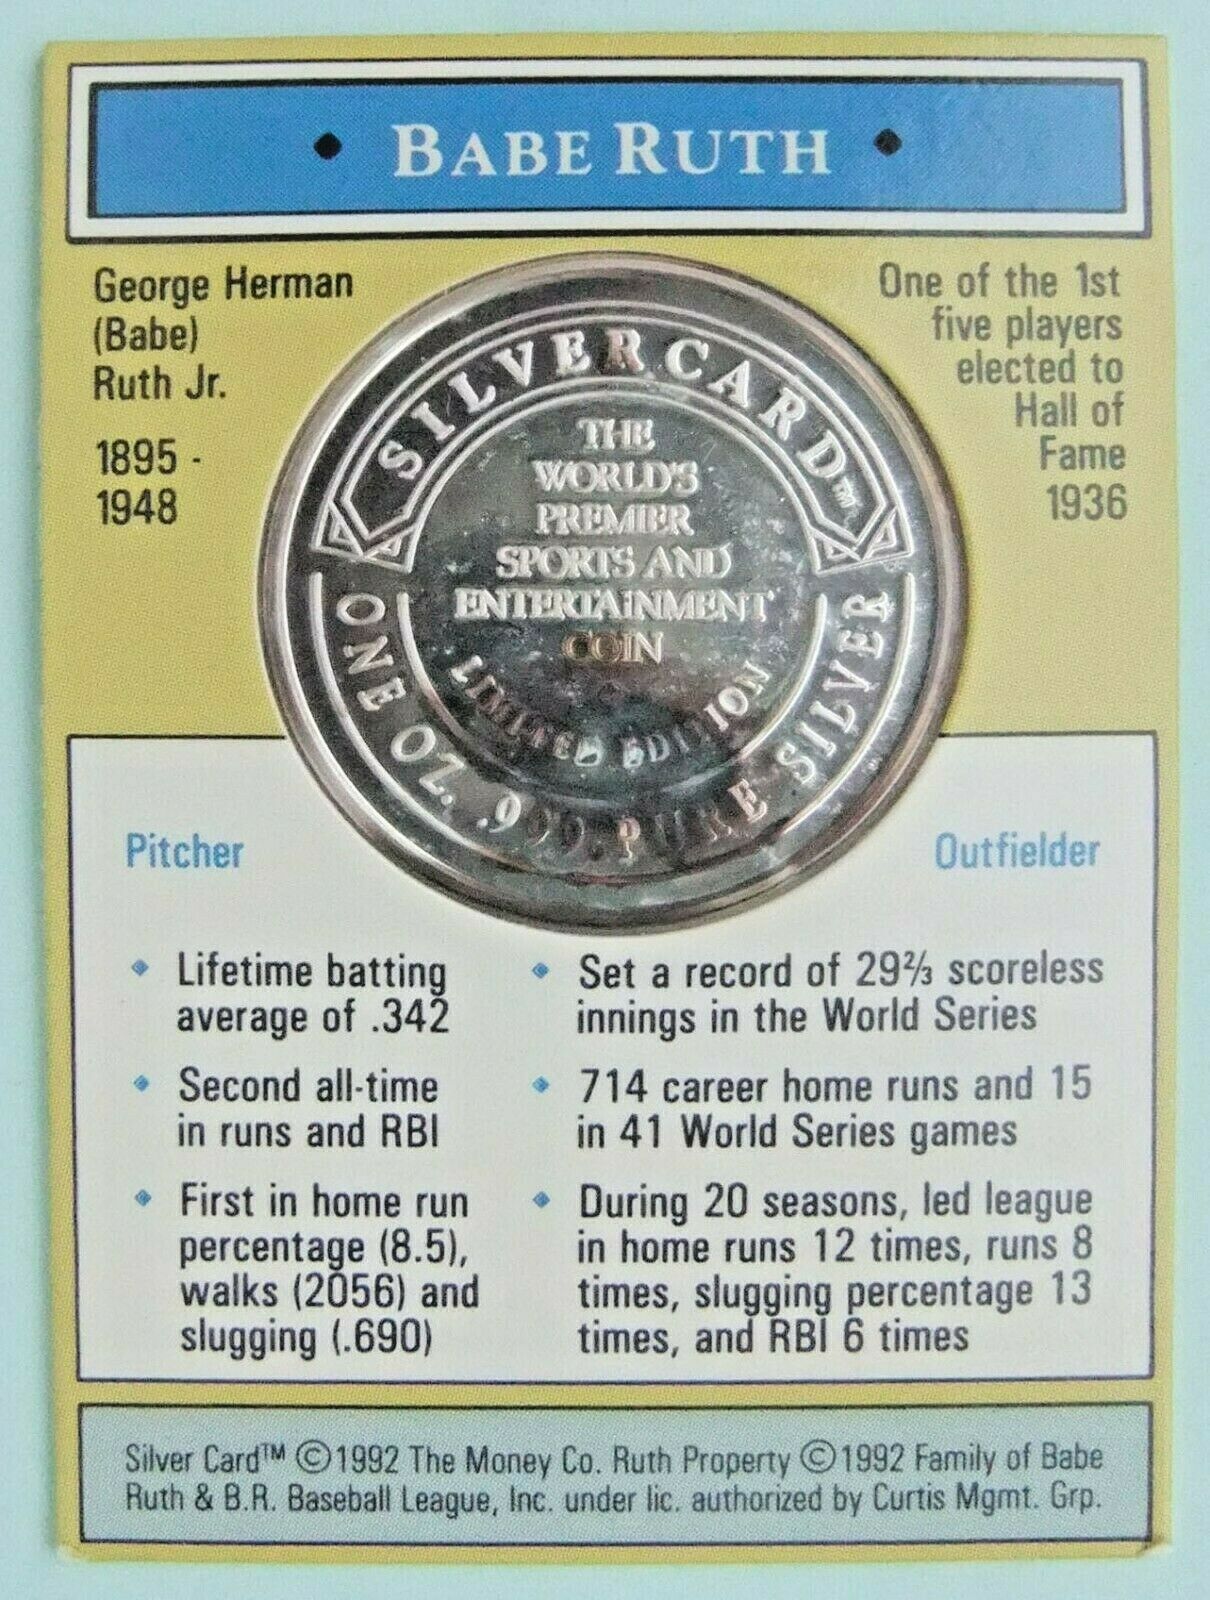 BABE RUTH
George Herman
(Babe)
Ruth Jr.
1895 -
1948
One of the 1st
five players
elected to
Hall of
Fame
1936
SILVERCARD™
THE
WORLD'S
PREMIER
SPORTS AND
ENTERTAINMENT
COIN
LIMITED EDITION
ONE OZ. .999 PURE SILVER
Pitcher
Outfielder
Lifetime batting
average of .342
Second all-time
in runs and RBI
First in home run
percentage (8.5),
walks (2056) and
slugging (.690)
Set a record of 29⅔ scoreless
innings in the World Series
714 career home runs and 15
in 41 World Series games
During 20 seasons, led league
in home runs 12 times, runs 8
times, slugging percentage 13
times, and RBI 6 times
Silver Card™ ©1992 The Money Co. Ruth Property ©1992 Family of Babe
Ruth & B.R. Baseball League, Inc. under lic. authorized by Curtis Mgmt. Grp.